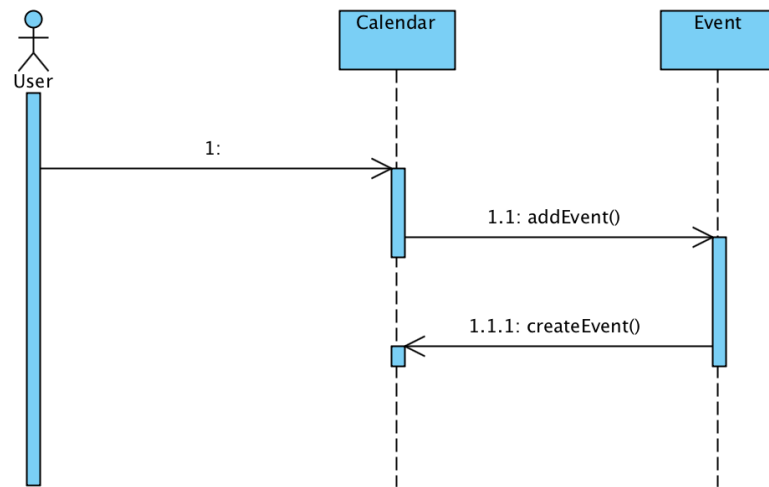 Calendar
Event
User
1:
1.1: addEvent()
1.1.1: createEvent()